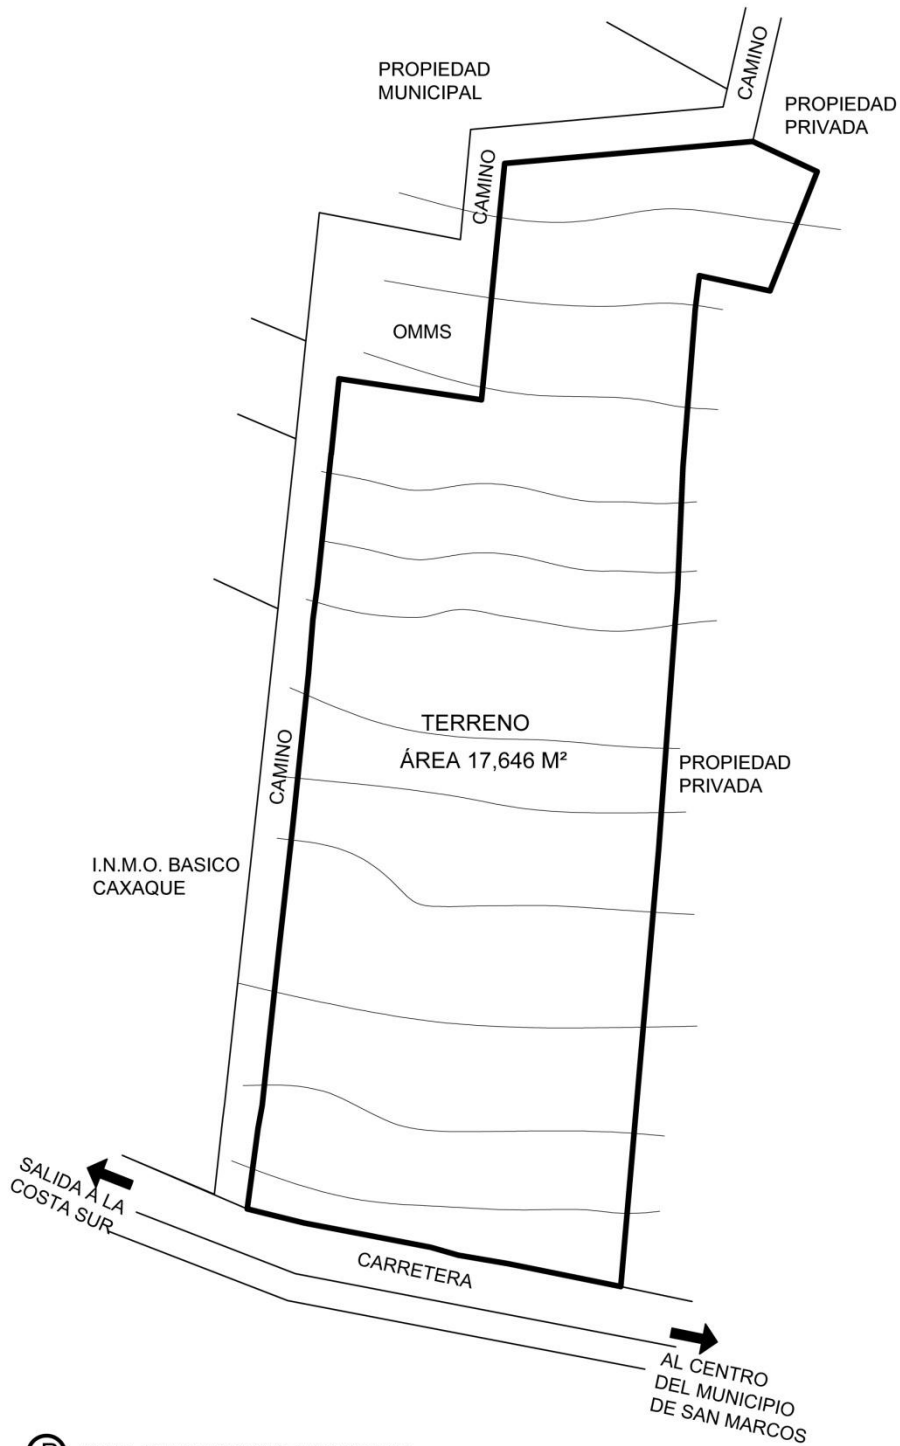 CAMINO
PROPIEDAD
MUNICIPAL
PROPIEDAD
PRIVADA
CAMINO
OMMS
TERRENO
ÁREA 17,646 M²
CAMINO
PROPIEDAD
PRIVADA
I.N.M.O. BASICO
CAXAQUE
SALIDA A LA
COSTA SUR
CARRETERA
AL CENTRO
DEL MUNICIPIO
DE SAN MARCOS